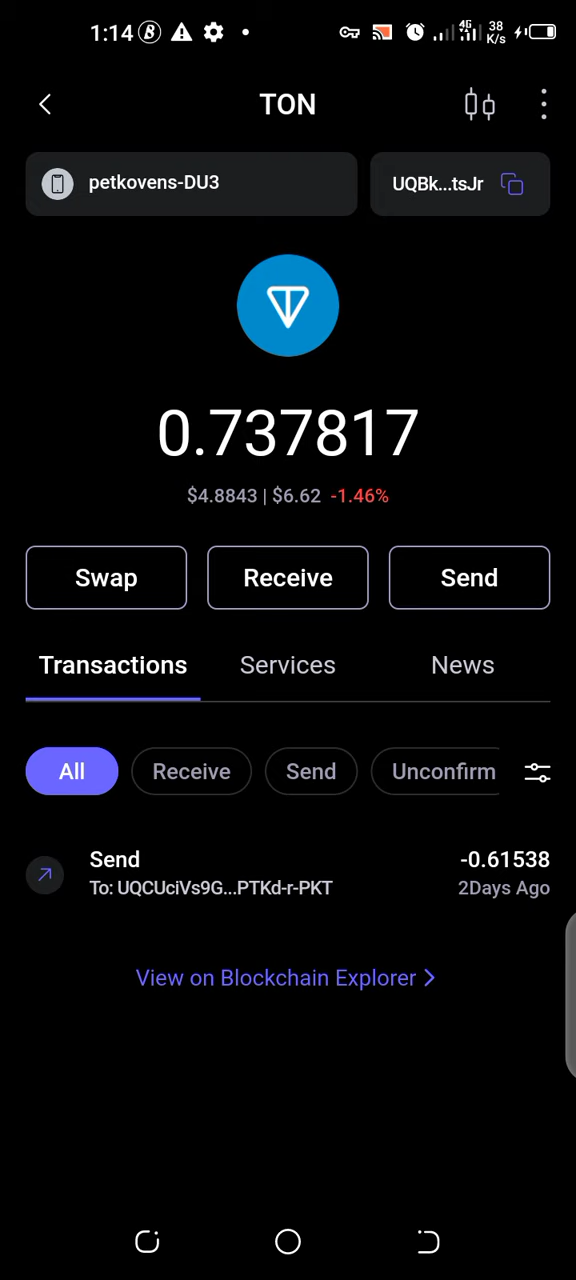 1:14
4G
38
K/s
TON
petkovens-DU3
UQBk...tsJr
0.737817
$4.8843 | $6.62 -1.46%
Swap
Receive
Send
Transactions
Services
News
All
Receive
Send
Unconfirm
Send
-0.61538
To: UQCUciVs9G...PTKd-r-PKT
2Days Ago
View on Blockchain Explorer